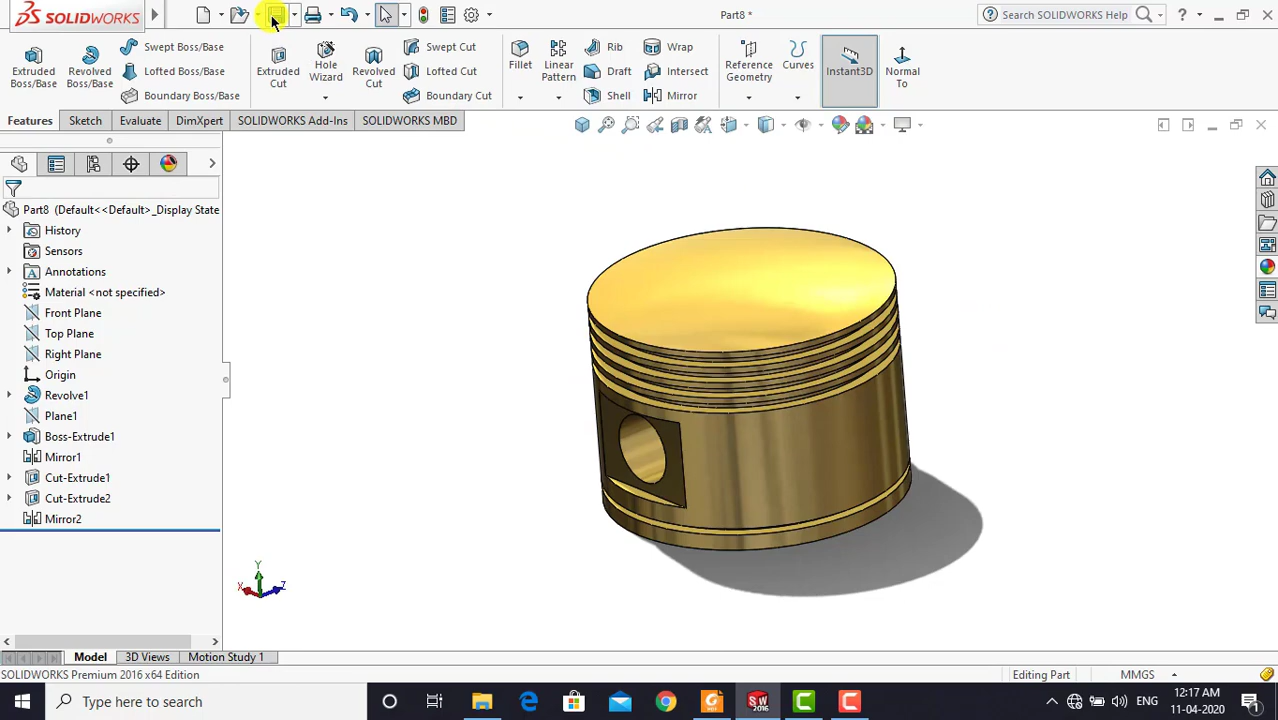 SOLIDWORKS
Part8 *
Search SOLIDWORKS Help
?
Extruded Boss/Base
Revolved Boss/Base
Swept Boss/Base
Lofted Boss/Base
Boundary Boss/Base
Extruded Cut
Hole Wizard
Revolved Cut
Swept Cut
Lofted Cut
Boundary Cut
Fillet
Linear Pattern
Rib
Draft
Shell
Wrap
Intersect
Mirror
Reference Geometry
Curves
Instant3D
Normal To
Features
Sketch
Evaluate
DimXpert
SOLIDWORKS Add-Ins
SOLIDWORKS MBD
Part8 (Default<<Default>_Display State
History
Sensors
Annotations
Material <not specified>
Front Plane
Top Plane
Right Plane
Origin
Revolve1
Plane1
Boss-Extrude1
Mirror1
Cut-Extrude1
Cut-Extrude2
Mirror2
Y
X
Z
Model
3D Views
Motion Study 1
SOLIDWORKS Premium 2016 x64 Edition
Editing Part
MMGS
Type here to search
SW
2016
ENG
12:17 AM
11-04-2020
1